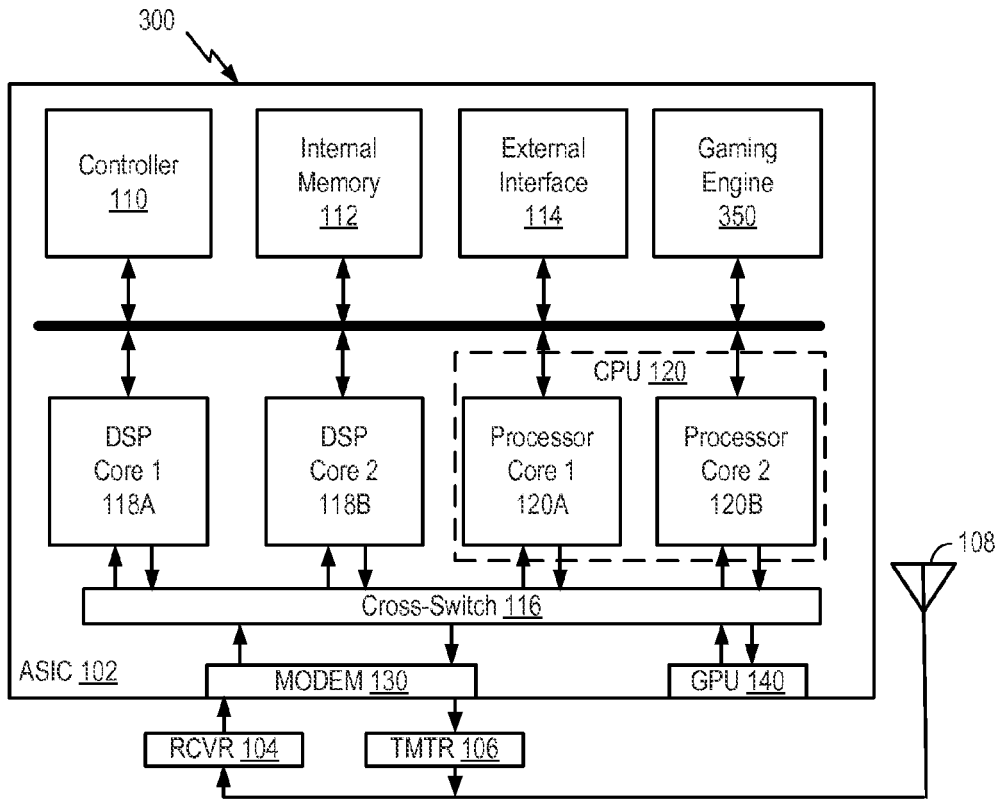 300
Controller
110
Internal
Memory
112
External
Interface
114
Gaming
Engine
350
CPU 120
DSP
Core 1
118A
DSP
Core 2
118B
Processor
Core 1
120A
Processor
Core 2
120B
108
Cross-Switch 116
ASIC 102
MODEM 130
GPU 140
RCVR 104
TMTR 106